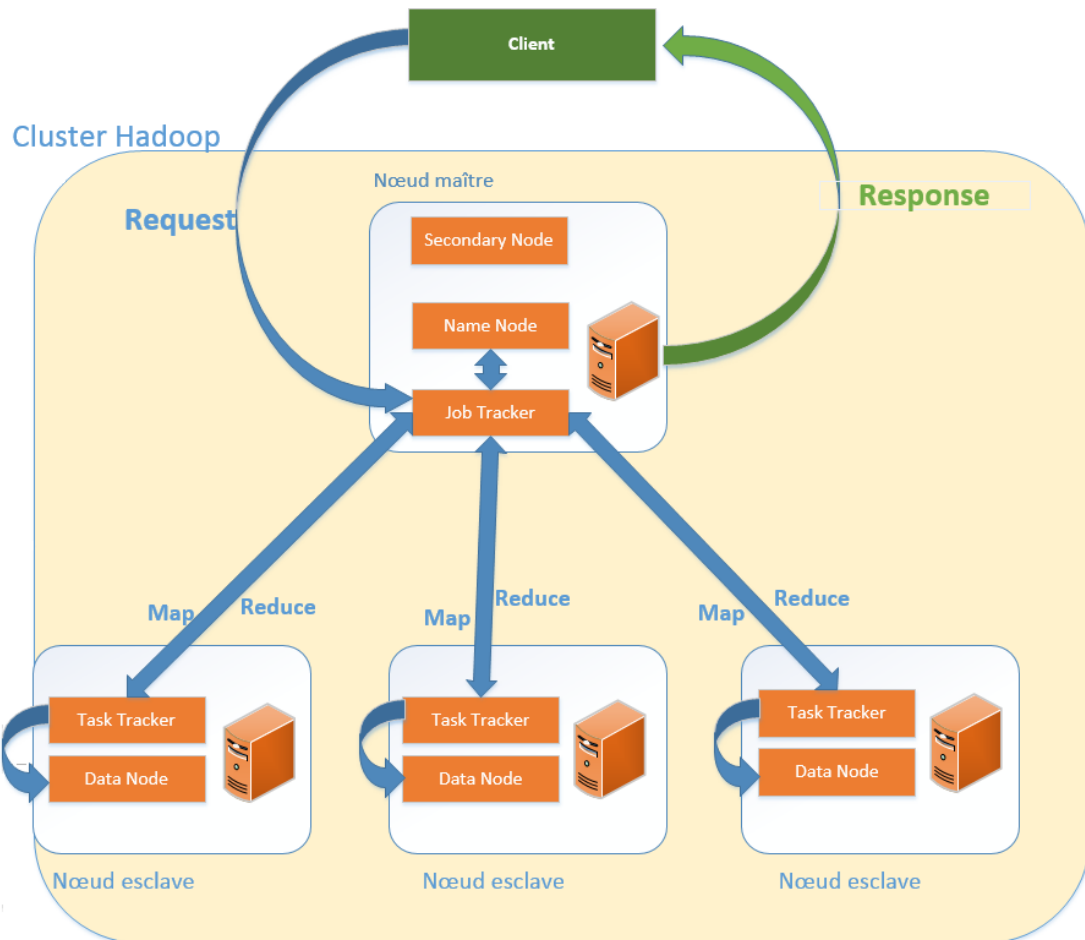 Client
Cluster Hadoop
Nœud maître
Request
Response
Secondary Node
Name Node
Job Tracker
Map
Reduce
Map
Reduce
Map
Reduce
Task Tracker
Data Node
Task Tracker
Data Node
Task Tracker
Data Node
Nœud esclave
Nœud esclave
Nœud esclave